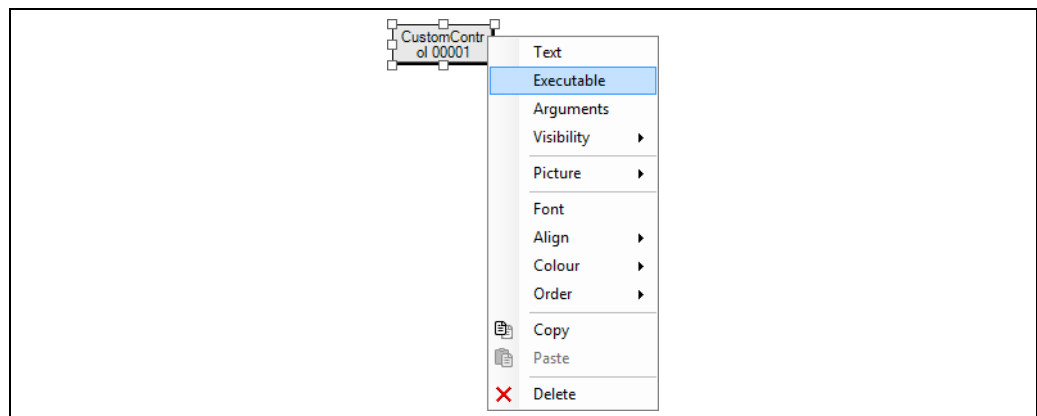 CustomContr
ol 00001
Text
Executable
Arguments
Visibility
Picture
Font
Align
Colour
Order
Copy
Paste
Delete